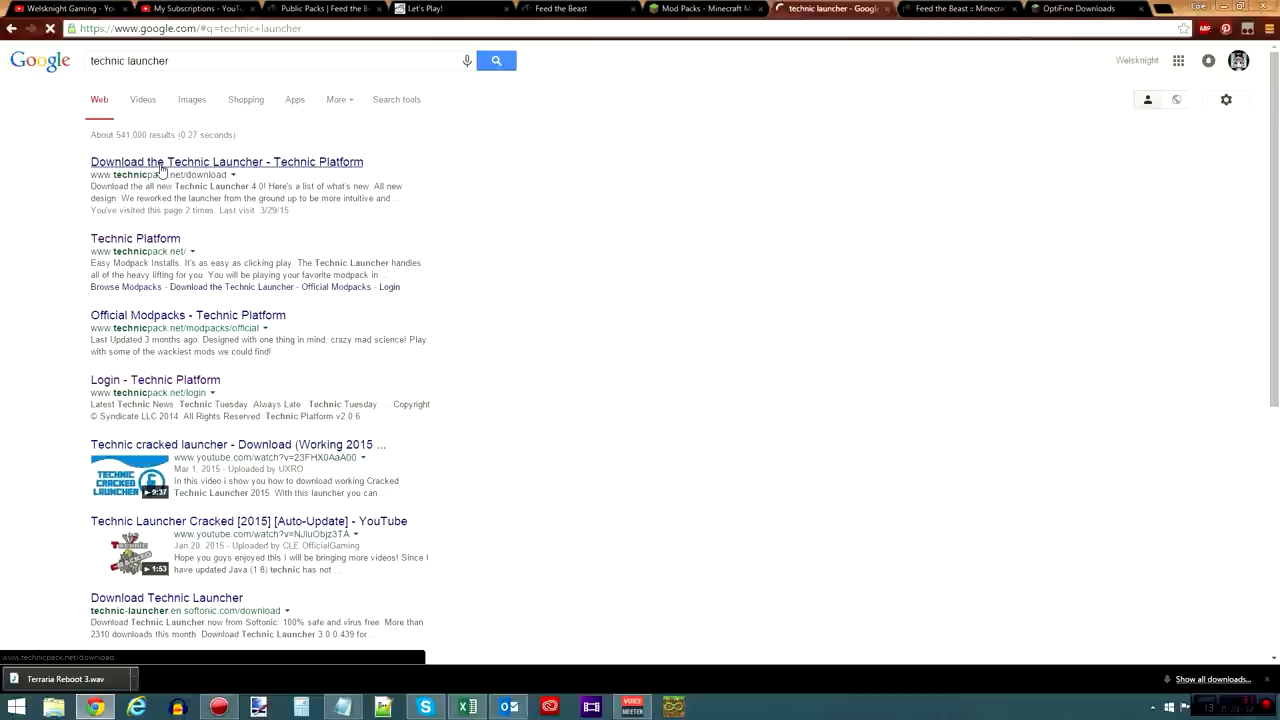 Welsknight Gaming - Y
My Subscriptions - YouTu
Public Packs | Feed the B
Let's Play!
Feed the Beast
Mod Packs - Minecraft
technic launcher - Googl
Feed the Beast :: Minecra
OptiFine Downloads
https://www.google.com/#q=technic+launcher
Google
technic launcher
Welsknight
Web
Videos
Images
Shopping
Apps
More
Search tools
About 541,000 results (0.27 seconds)
Download the Technic Launcher - Technic Platform
www.technicpack.net/download
Download the all new Technic Launcher 4.0! Here's a list of what's new. All new
design. We reworked the launcher from the ground up to be more intuitive and ...
You've visited this page 2 times. Last visit: 3/29/15
Technic Platform
www.technicpack.net/
Easy Modpack Installs. It's as easy as clicking play. The Technic Launcher handles
all of the heavy lifting for you. You will be playing your favorite modpack in ...
Browse Modpacks - Download the Technic Launcher - Official Modpacks - Login
Official Modpacks - Technic Platform
www.technicpack.net/modpacks/official
Last Updated 3 months ago. Designed with one thing in mind, crazy mad science! Play
with some of the wackiest mods we could find!
Login - Technic Platform
www.technicpack.net/login
Latest Technic News. Technic Tuesday. Always Late... Technic Tuesday. ... Copyright
© Syndicate LLC 2014. All Rights Reserved. Technic Platform v2.0.6
Technic cracked launcher - Download (Working 2015 ...
www.youtube.com/watch?v=23FHX0AaA00
Mar 1, 2015 - Uploaded by UXRO
In this video i show you how to download working Cracked
Technic Launcher 2015. With this launcher you can ...
TECHNIC
CRACKED
LAUNCHER
9:37
Technic Launcher Cracked [2015] [Auto-Update] - YouTube
www.youtube.com/watch?v=NJluObjz3TA
Jan 20, 2015 - Uploaded by CLE OfficialGaming
Hope you guys enjoyed this I will be bringing more videos! Since I
have updated Java (1.8) technic has not ...
Technic
1:53
Download Technic Launcher
technic-launcher.en.softonic.com/download
Download Technic Launcher now from Softonic: 100% safe and virus free. More than
2310 downloads this month. Download Technic Launcher 3.0.0.439 for ...
www.technicpack.net/download
Terraria Reboot 3.wav
Show all downloads...
VOICE
MEETER